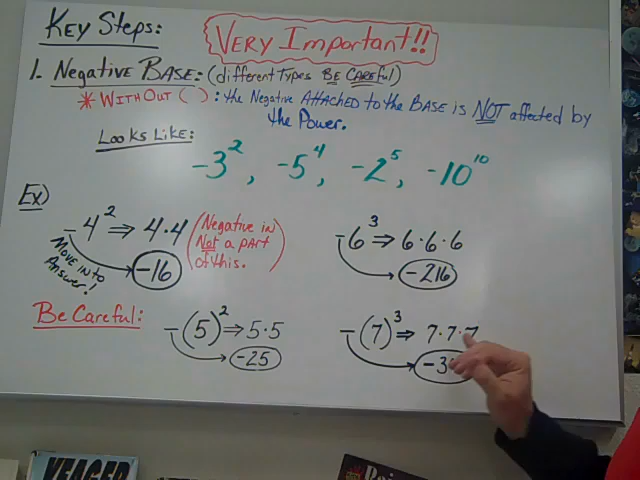 Key Steps:
VERY Important!!
1. Negative BASE: (different Types BE CAREful)
* WITHOUT ( ): the Negative ATTACHED to the BASE is NOT affected by
the Power.
Looks Like:
-3², -5⁴, -2⁵, -10¹⁰
Ex)
-4² ⇒ 4·4 (Negative in Not a part of this.)
Move into Answer!
-16
-6³ ⇒ 6·6·6
-216
Be Careful:
-(5)² ⇒ 5·5
-25
-(7)³ ⇒ 7·7·7
-3
YEAGER